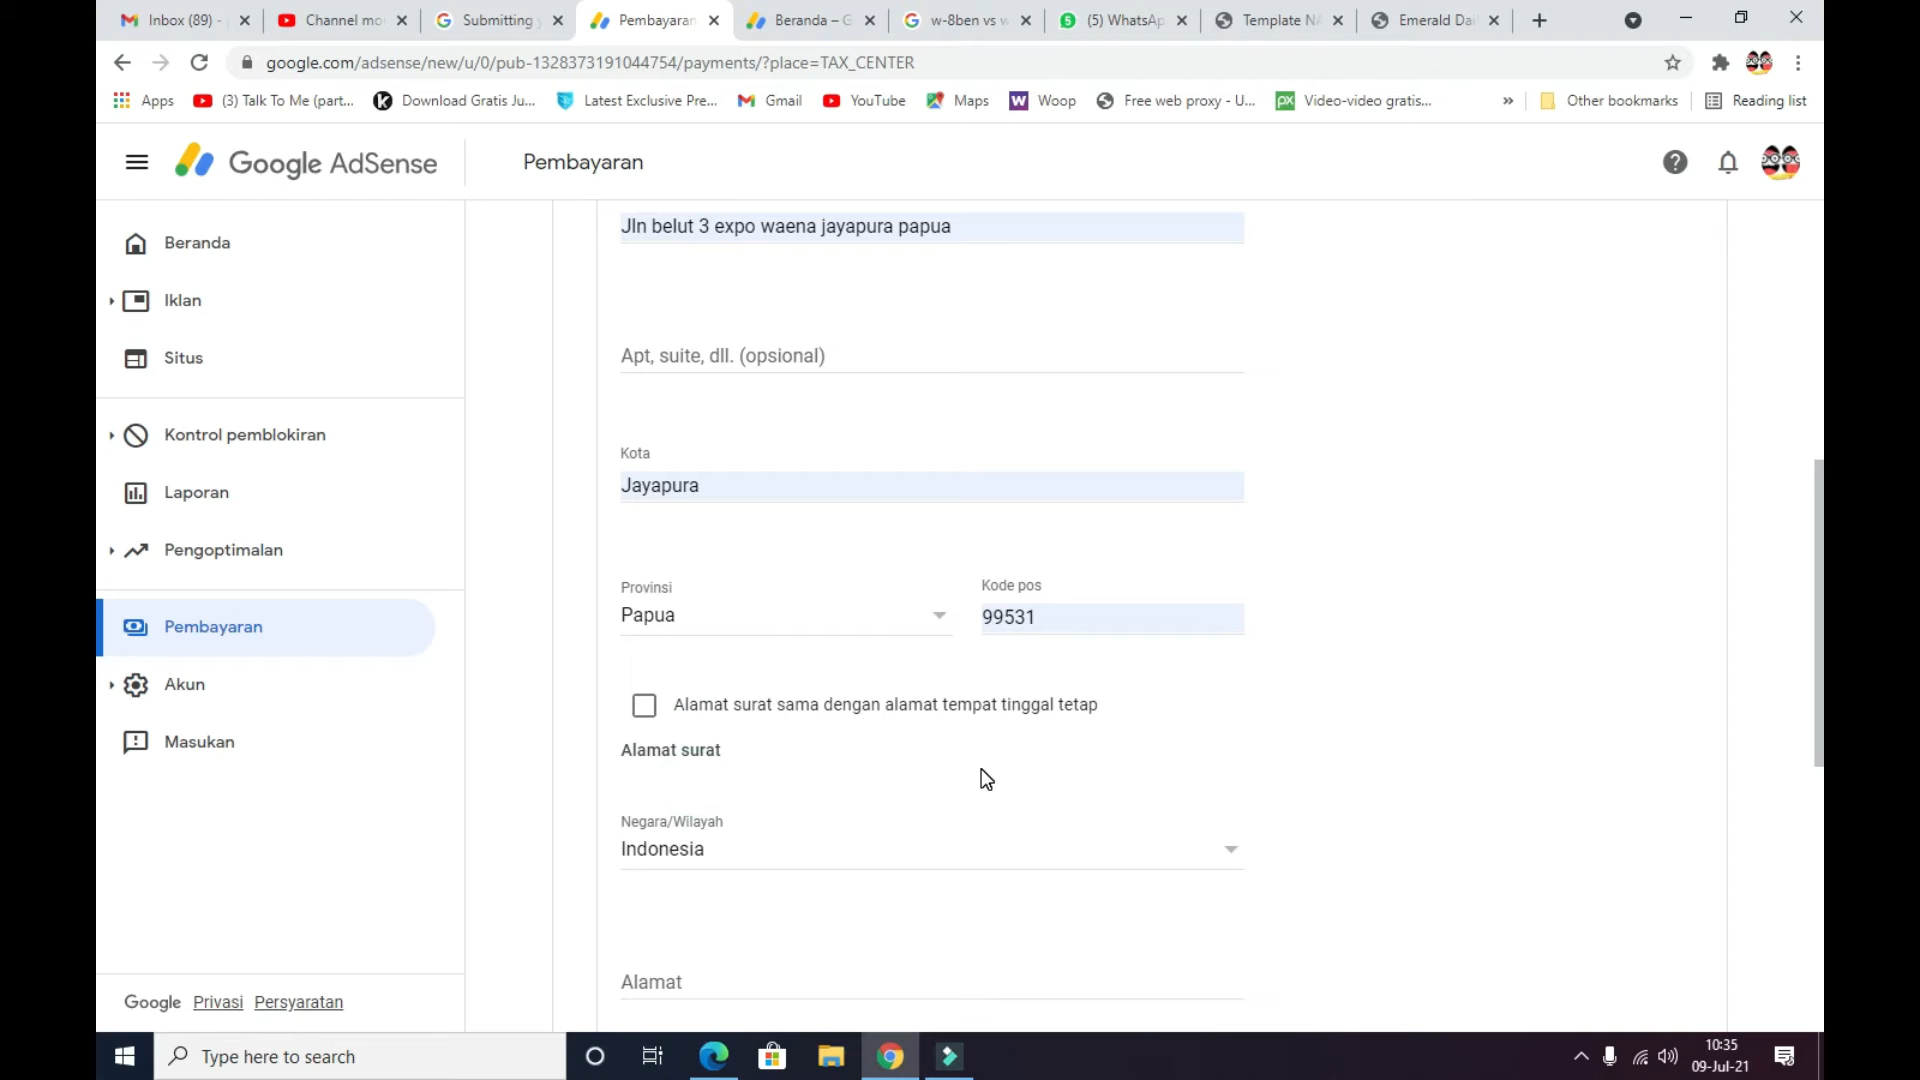 Inbox (89) -
Channel mo
Submitting
Pembayaran
Beranda – G
w-8ben vs w
(5) WhatsAp
Template NA
Emerald Dai
google.com/adsense/new/u/0/pub-1328373191044754/payments/?place=TAX_CENTER
Apps
(3) Talk To Me (part...
Download Gratis Ju...
Latest Exclusive Pre...
Gmail
YouTube
Maps
Woop
Free web proxy - U...
Video-video gratis...
»
Other bookmarks
Reading list
Google AdSense
Pembayaran
Beranda
Iklan
Situs
Kontrol pemblokiran
Laporan
Pengoptimalan
Pembayaran
Akun
Masukan
Google Privasi Persyaratan
Jln belut 3 expo waena jayapura papua
Apt, suite, dll. (opsional)
Kota
Jayapura
Provinsi
Papua
Kode pos
99531
Alamat surat sama dengan alamat tempat tinggal tetap
Alamat surat
Negara/Wilayah
Indonesia
Alamat
Type here to search
10:35
09-Jul-21